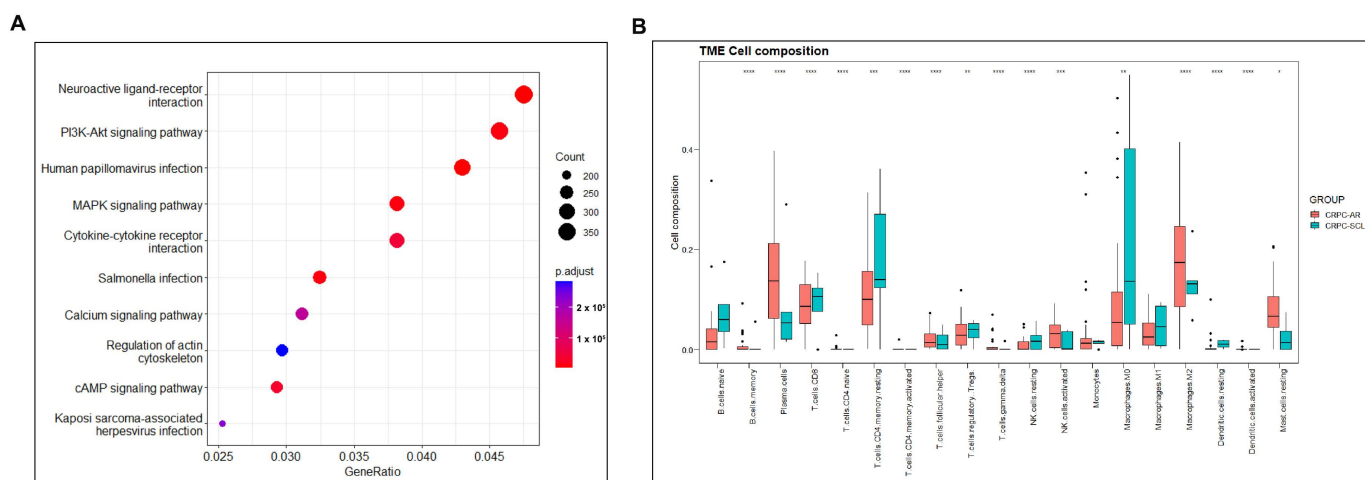 A
Neuroactive ligand-receptor
interaction
PI3K-Akt signaling pathway
Human papillomavirus infection
MAPK signaling pathway
Cytokine-cytokine receptor
interaction
Salmonella infection
Calcium signaling pathway
Regulation of actin
cytoskeleton
cAMP signaling pathway
Kaposi sarcoma-associated
herpesvirus infection
0.025
0.030
0.035
0.040
0.045
GeneRatio
Count
200
250
300
350
p.adjust
2 x 10⁵
1 x 10⁵
B
TME Cell composition
**** **** **** **** *** **** **** ** **** **** *** ** **** **** **** *
Cell composition
0.4
0.2
0.0
B.cells.naive
B.cells.memory
Plasma.cells
T.cells.CD8
T.cells.CD4.naive
T.cells.CD4.memory.resting
T.cells.CD4.memory.activated
T.cells.follicular.helper
T.cells.regulatory..Tregs
T.cells.gamma.delta
NK.cells.resting
NK.cells.activated
Monocytes
Macrophages.M0
Macrophages.M1
Macrophages.M2
Dendritic.cells.resting
Dendritic.cells.activated
Mast.cells.resting
GROUP
CRPC-AR
CRPC-SCL